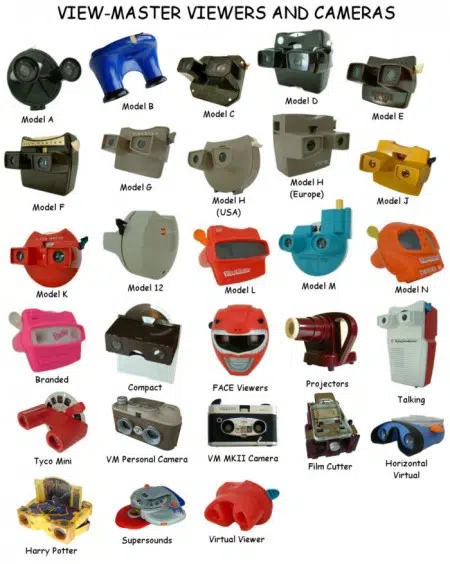 VIEW-MASTER VIEWERS AND CAMERAS
Model A
Model B
Model C
Model D
Model E
Model F
Model G
Model H
(USA)
Model H
(Europe)
Model J
Model K
Model 12
Model L
Model M
Model N
Branded
Compact
FACE Viewers
Projectors
Talking
Tyco Mini
VM Personal Camera
VM MKII Camera
Film Cutter
Horizontal
Virtual
Harry Potter
Supersounds
Virtual Viewer